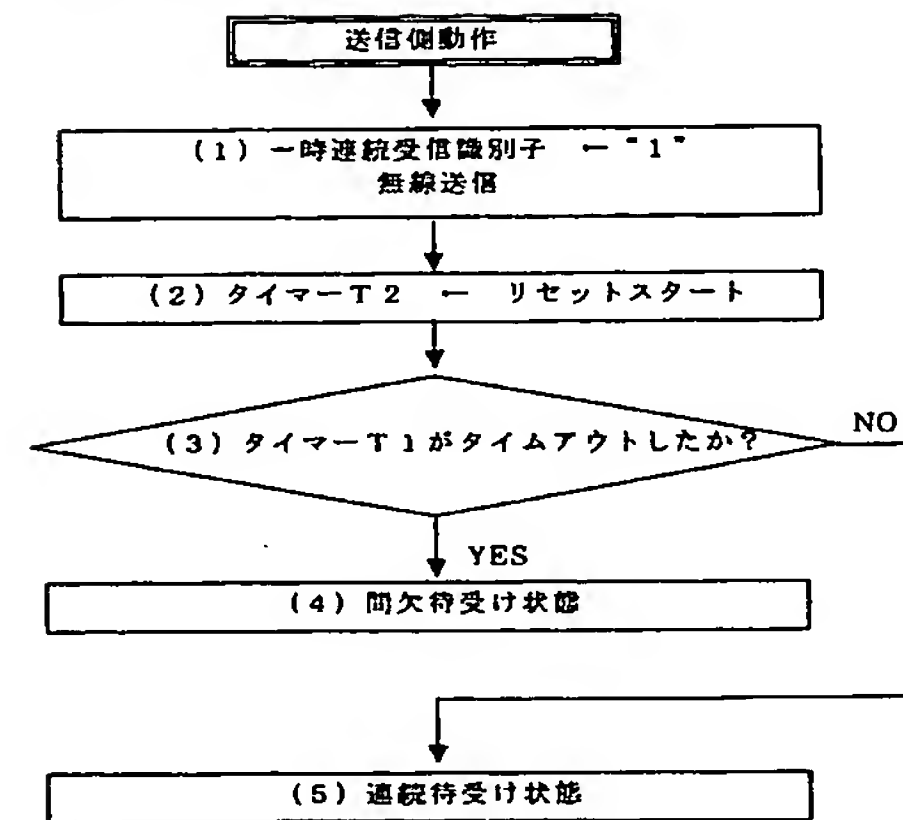 送信側動作
(1)一時連続受信識別子 ← "1"
無線送信
(2)タイマーT2 ← リセットスタート
(3)タイマーT1がタイムアウトしたか?
NO
YES
(4)間欠待受け状態
(5)連続待受け状態